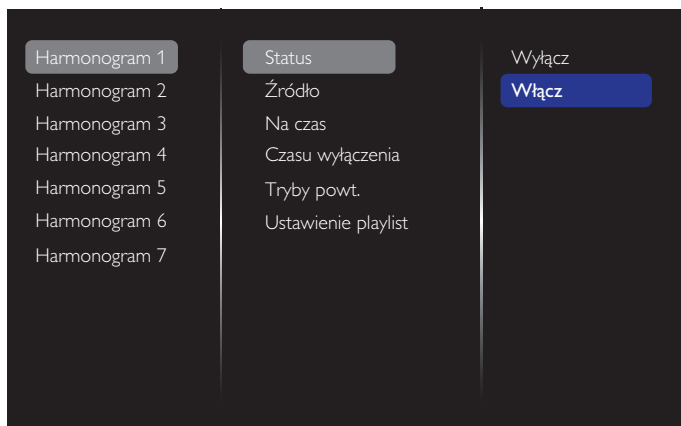 Harmonogram 1
Harmonogram 2
Harmonogram 3
Harmonogram 4
Harmonogram 5
Harmonogram 6
Harmonogram 7
Status
Źródło
Na czas
Czasu wyłączenia
Tryby powt.
Ustawienie playlist
Wyłącz
Włącz